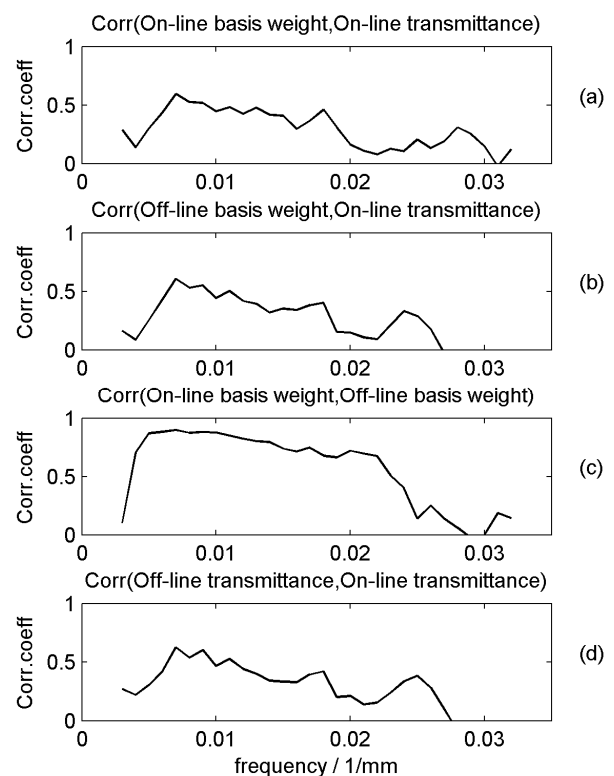 Corr(On-line basis weight,On-line transmittance)
1
0.5
0
Corr.coeff
(a)
0 0.01 0.02 0.03
Corr(Off-line basis weight,On-line transmittance)
1
0.5
0
Corr.coeff
(b)
0 0.01 0.02 0.03
Corr(On-line basis weight,Off-line basis weight)
1
0.5
0
Corr.coeff
(c)
0 0.01 0.02 0.03
Corr(Off-line transmittance,On-line transmittance)
1
0.5
0
Corr.coeff
(d)
0 0.01 0.02 0.03
frequency / 1/mm